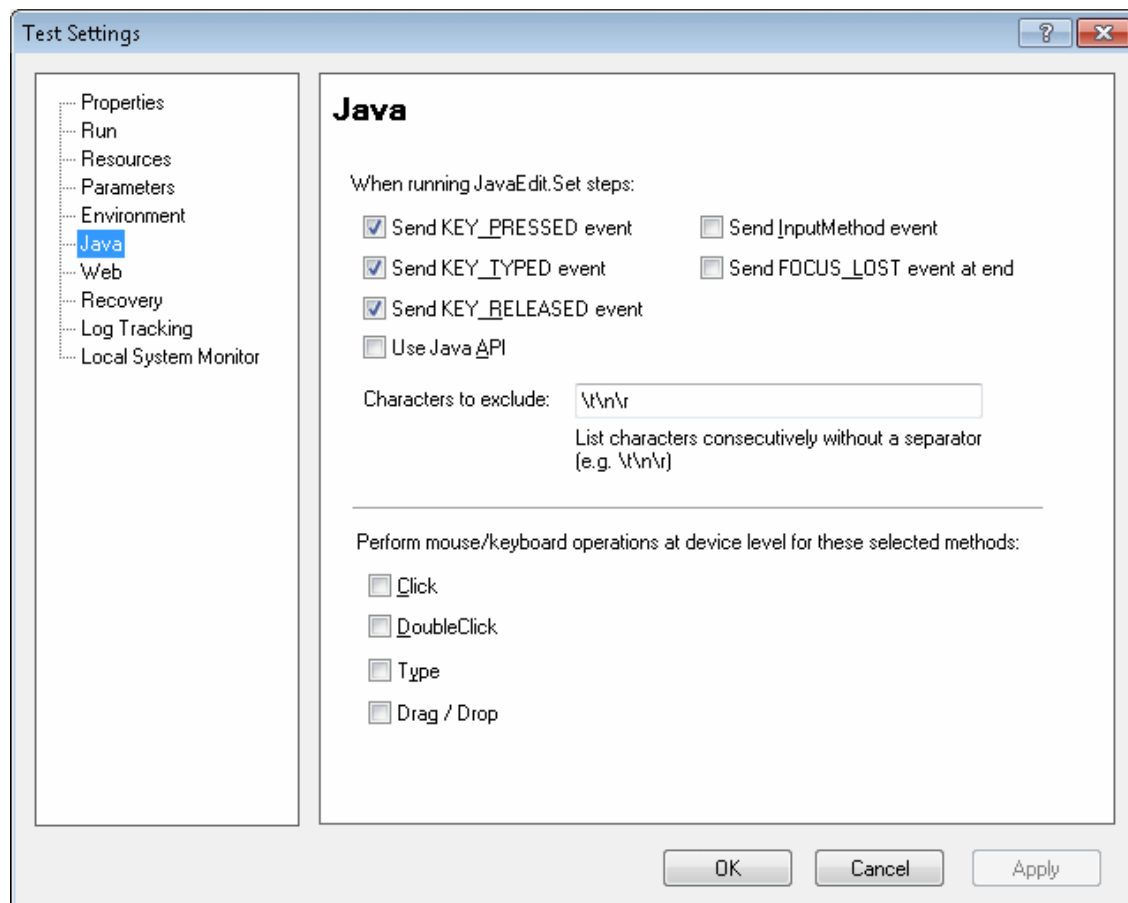 Test Settings
?
Properties
Run
Resources
Parameters
Environment
Java
Web
Recovery
Log Tracking
Local System Monitor
Java
When running JavaEdit.Set steps:
Send KEY_PRESSED event
Send InputMethod event
Send KEY_TYPED event
Send FOCUS_LOST event at end
Send KEY_RELEASED event
Use Java API
Characters to exclude:
\t\n\r
List characters consecutively without a separator
(e.g. \t\n\r)
Perform mouse/keyboard operations at device level for these selected methods:
Click
DoubleClick
Type
Drag / Drop
OK
Cancel
Apply